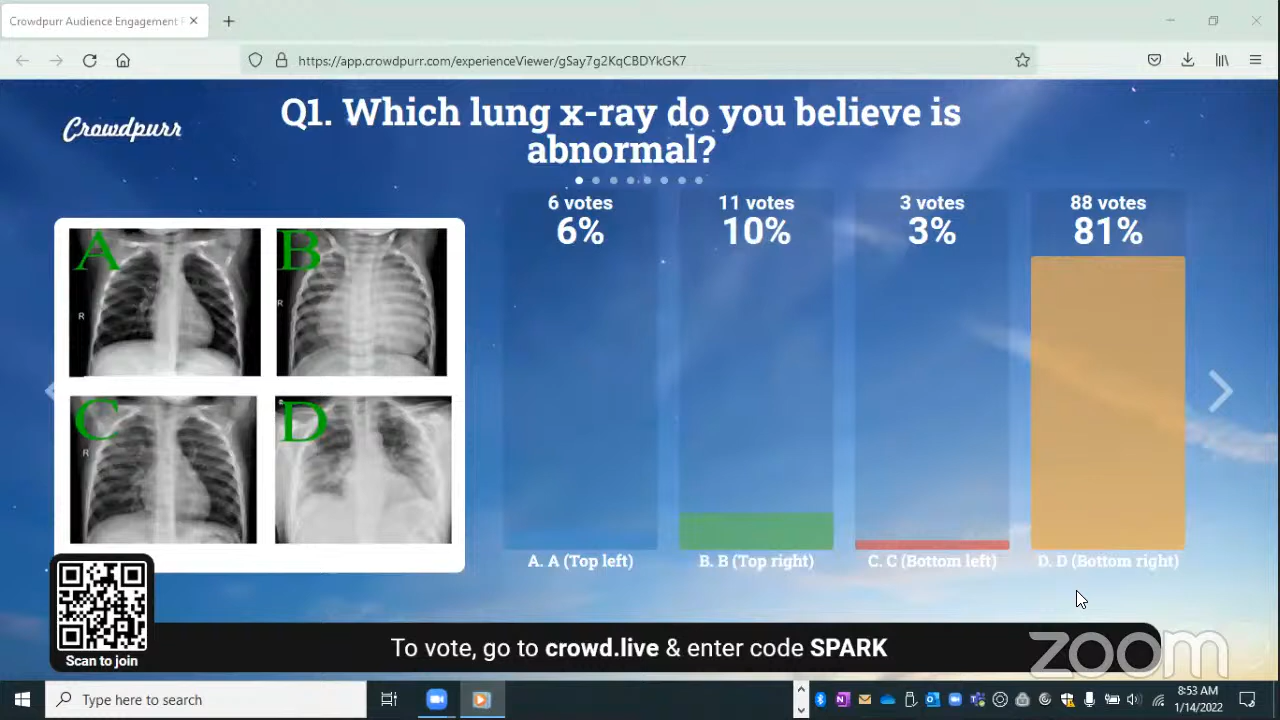 Crowdpurr Audience Engagement
https://app.crowdpurr.com/experienceViewer/gSay7g2KqCBDYkGK7
Crowdpurr
Q1. Which lung x-ray do you believe is
abnormal?
6 votes
6%
11 votes
10%
3 votes
3%
88 votes
81%
A
B
R
R
C
D
R
A. A (Top left)
B. B (Top right)
C. C (Bottom left)
D. D (Bottom right)
Scan to join
To vote, go to crowd.live & enter code SPARK
zoom
Type here to search
8:53 AM
1/14/2022